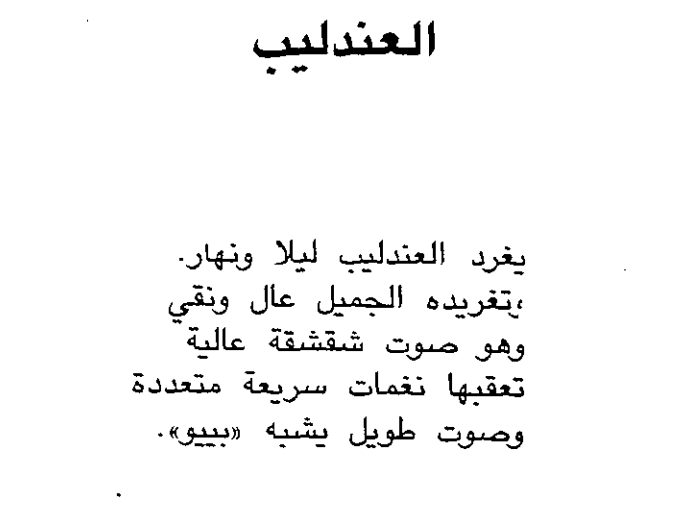 العندليب
يغرد العندليب ليلا ونهار.
وتغريده الجميل عال ونقي
وهو صوت شقشقة عالية
تعقبها نغمات سريعة متعددة
وصوت طويل يشبه «بييو».